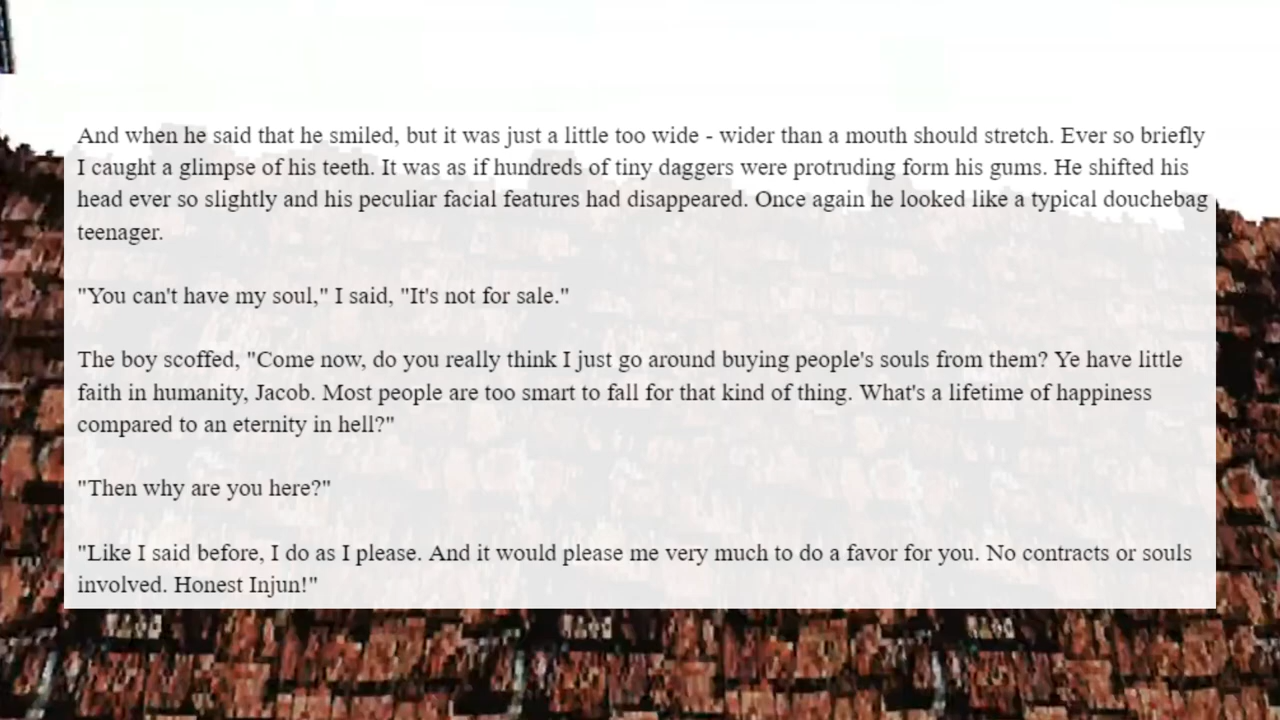 And when he said that he smiled, but it was just a little too wide - wider than a mouth should stretch. Ever so briefly
I caught a glimpse of his teeth. It was as if hundreds of tiny daggers were protruding form his gums. He shifted his
head ever so slightly and his peculiar facial features had disappeared. Once again he looked like a typical douchebag
teenager.
"You can't have my soul," I said, "It's not for sale."
The boy scoffed, "Come now, do you really think I just go around buying people's souls from them? Ye have little
faith in humanity, Jacob. Most people are too smart to fall for that kind of thing. What's a lifetime of happiness
compared to an eternity in hell?"
"Then why are you here?"
"Like I said before, I do as I please. And it would please me very much to do a favor for you. No contracts or souls
involved. Honest Injun!"